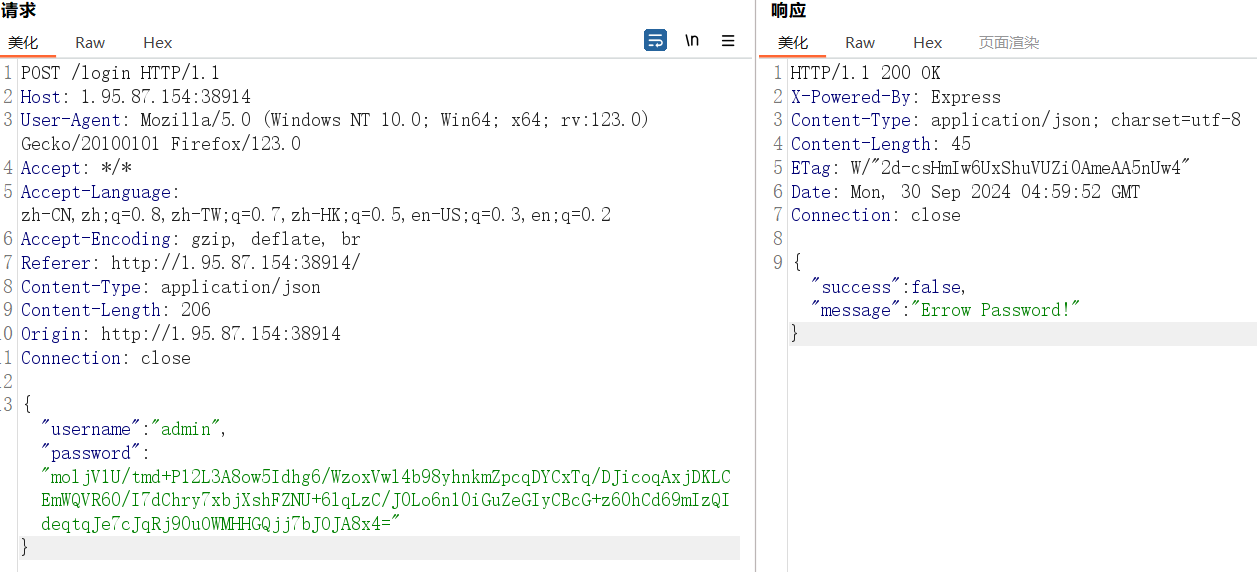 请求
美化 Raw Hex \n
1 POST /login HTTP/1.1
2 Host: 1.95.87.154:38914
3 User-Agent: Mozilla/5.0 (Windows NT 10.0; Win64; x64; rv:123.0)
Gecko/20100101 Firefox/123.0
4 Accept: */*
5 Accept-Language:
zh-CN,zh;q=0.8,zh-TW;q=0.7,zh-HK;q=0.5,en-US;q=0.3,en;q=0.2
6 Accept-Encoding: gzip, deflate, br
7 Referer: http://1.95.87.154:38914/
8 Content-Type: application/json
9 Content-Length: 206
0 Origin: http://1.95.87.154:38914
1 Connection: close
2
3 {
"username":"admin",
"password":
"moljV1U/tmd+P12L3A8ow5Idhg6/WzoxVwl4b98yhnkmZpcqDYCxTq/DJicoqAxjDKLC
EmWQVR60/I7dChry7xbjXshFZNU+6lqLzC/J0Lo6n10iGuZeGIyCBcG+z60hCd69mIzQI
deqtqJe7cJqRj90u0WMHHGQjj7bJ0JA8x4="
}
响应
美化 Raw Hex 页面渲染
1 HTTP/1.1 200 OK
2 X-Powered-By: Express
3 Content-Type: application/json; charset=utf-8
4 Content-Length: 45
5 ETag: W/"2d-csHmIw6UxShuVUZi0AmeAA5nUw4"
6 Date: Mon, 30 Sep 2024 04:59:52 GMT
7 Connection: close
8
9 {
"success":false,
"message":"Errow Password!"
}